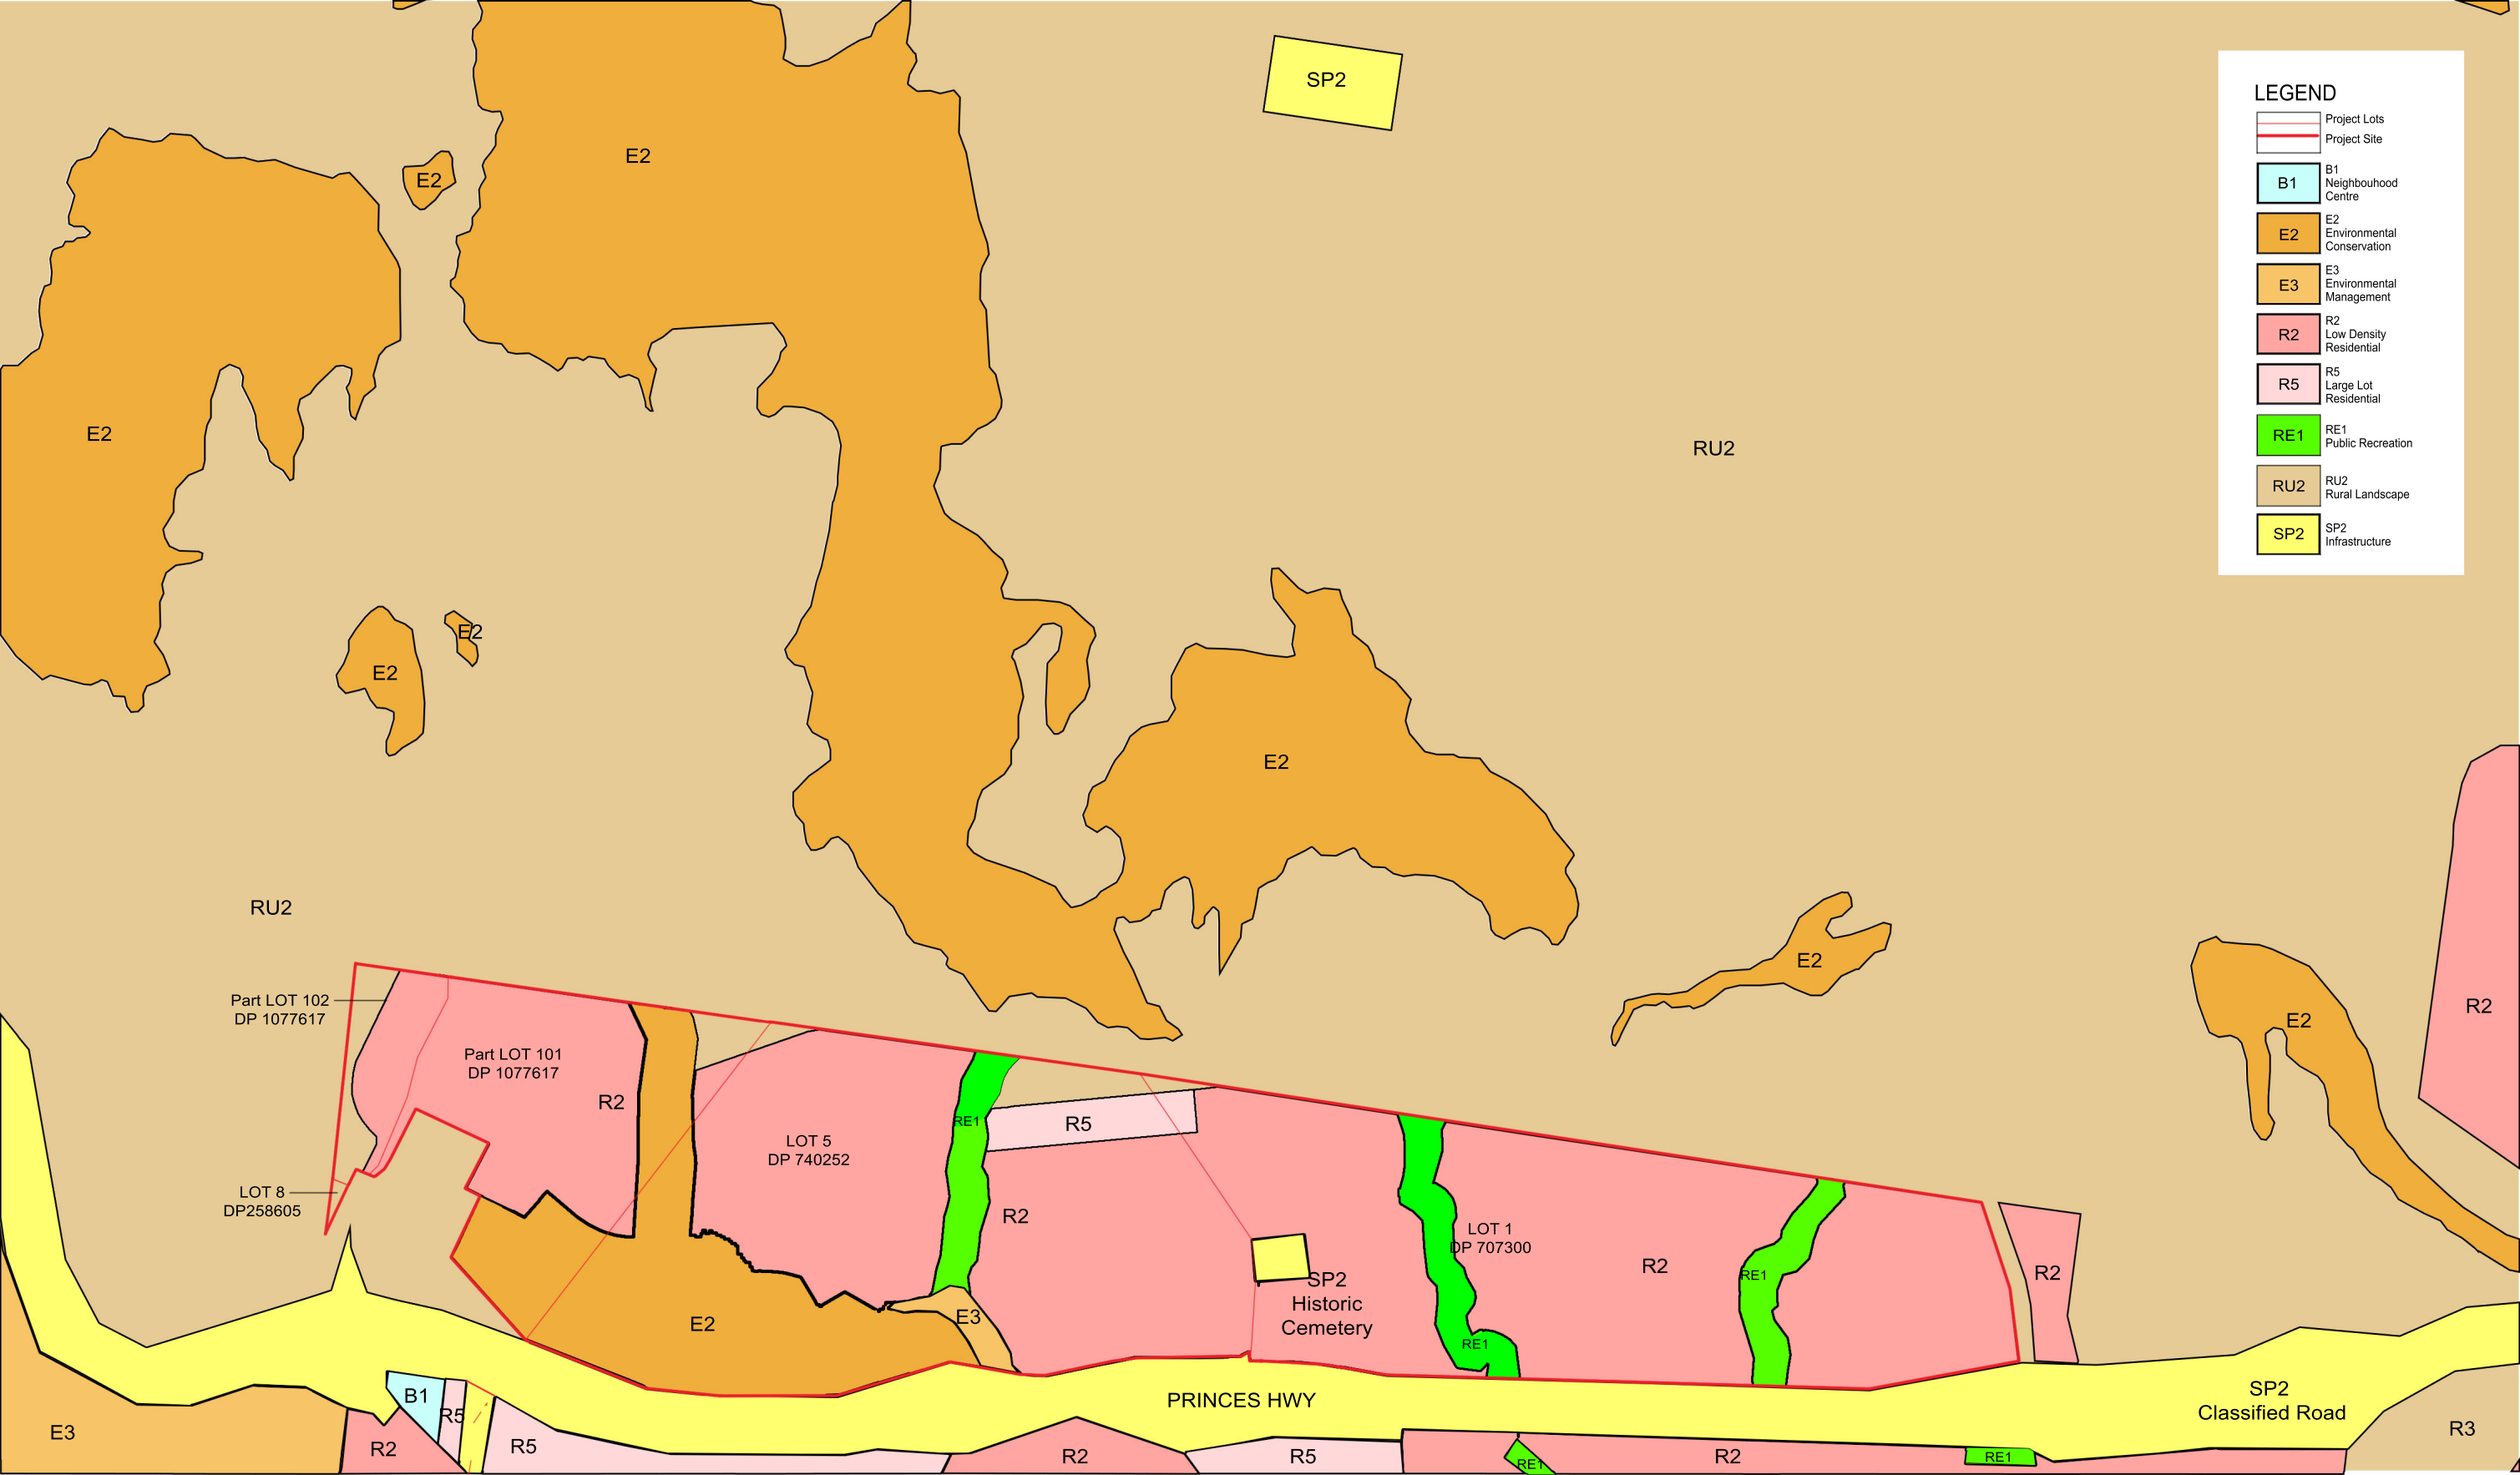 SP2
E2
E2
E2
RU2
E2
E2
E2
RU2
E2
E2
E2
R2
Part LOT 102
DP 1077617
Part LOT 101
DP 1077617
R2
LOT 8
DP258605
LOT 5
DP 740252
RE1
R5
R2
LOT 1
DP 707300
R2
RE1
R2
SP2
Historic
Cemetery
E2
E3
RE1
PRINCES HWY
SP2
Classified Road
B1
R5
E3
R2
R5
R2
R5
RE1
R2
RE1
R3
LEGEND
Project Lots
Project Site
B1
B1
Neighbouhood
Centre
E2
E2
Environmental
Conservation
E3
E3
Environmental
Management
R2
R2
Low Density
Residential
R5
R5
Large Lot
Residential
RE1
RE1
Public Recreation
RU2
RU2
Rural Landscape
SP2
SP2
Infrastructure